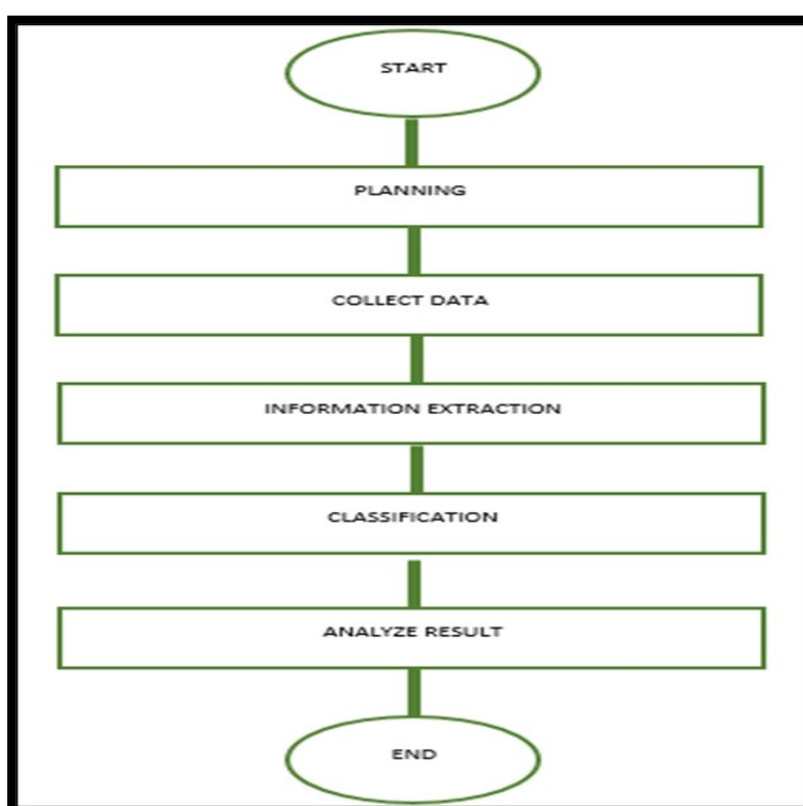 START
PLANNING
COLLECT DATA
INFORMATION EXTRACTION
CLASSIFICATION
ANALYZE RESULT
END